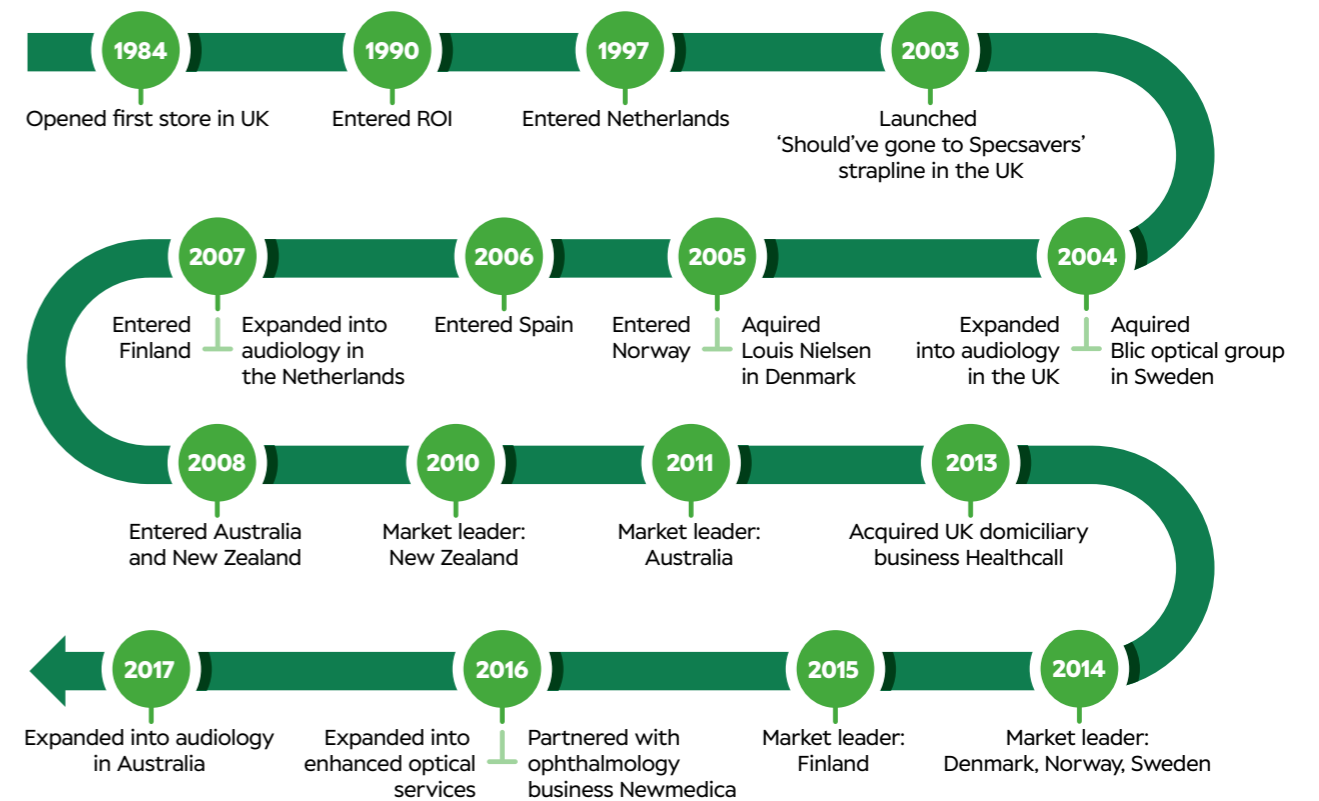 1984
Opened first store in UK
1990
Entered ROI
1997
Entered Netherlands
2003
Launched
‘Should’ve gone to Specsavers’
strapline in the UK
2004
Expanded
into audiology
in the UK
Aquired
Blic optical group
in Sweden
2005
Entered
Norway
Aquired
Louis Nielsen
in Denmark
2006
Entered Spain
2007
Entered
Finland
Expanded into
audiology in
the Netherlands
2008
Entered Australia
and New Zealand
2010
Market leader:
New Zealand
2011
Market leader:
Australia
2013
Acquired UK domiciliary
business Healthcall
2014
Market leader:
Denmark, Norway, Sweden
2015
Market leader:
Finland
2016
Expanded into
enhanced optical
services
Partnered with
ophthalmology
business Newmedica
2017
Expanded into audiology
in Australia